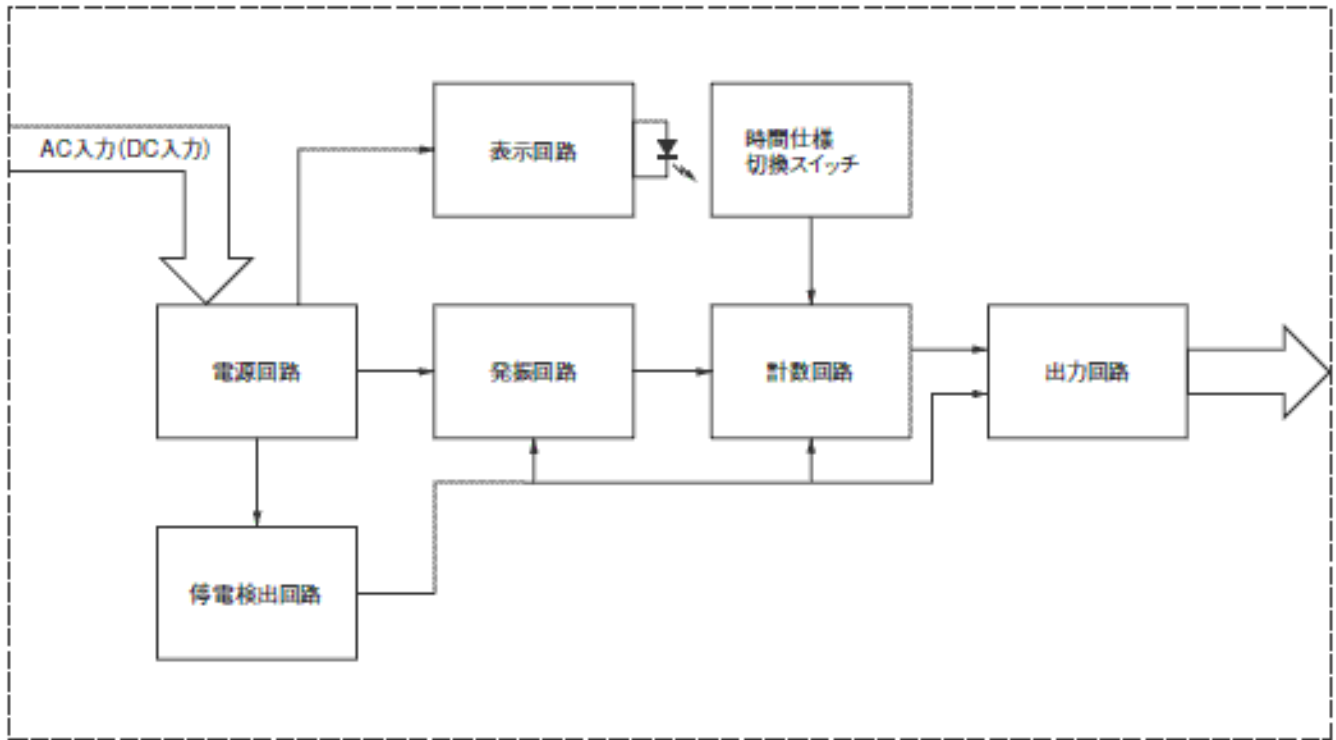 AC入力(DC入力)
表示回路
時間仕様
切換スイッチ
電源回路
発振回路
計数回路
出力回路
停電検出回路